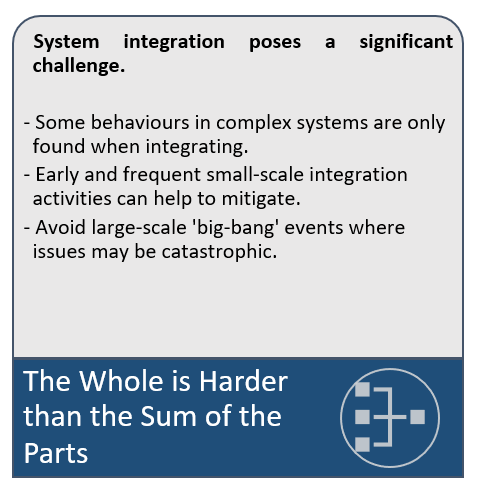 System integration poses a significant
challenge.
- Some behaviours in complex systems are only
found when integrating.
- Early and frequent small-scale integration
activities can help to mitigate.
- Avoid large-scale 'big-bang' events where
issues may be catastrophic.
The Whole is Harder
than the Sum of the
Parts